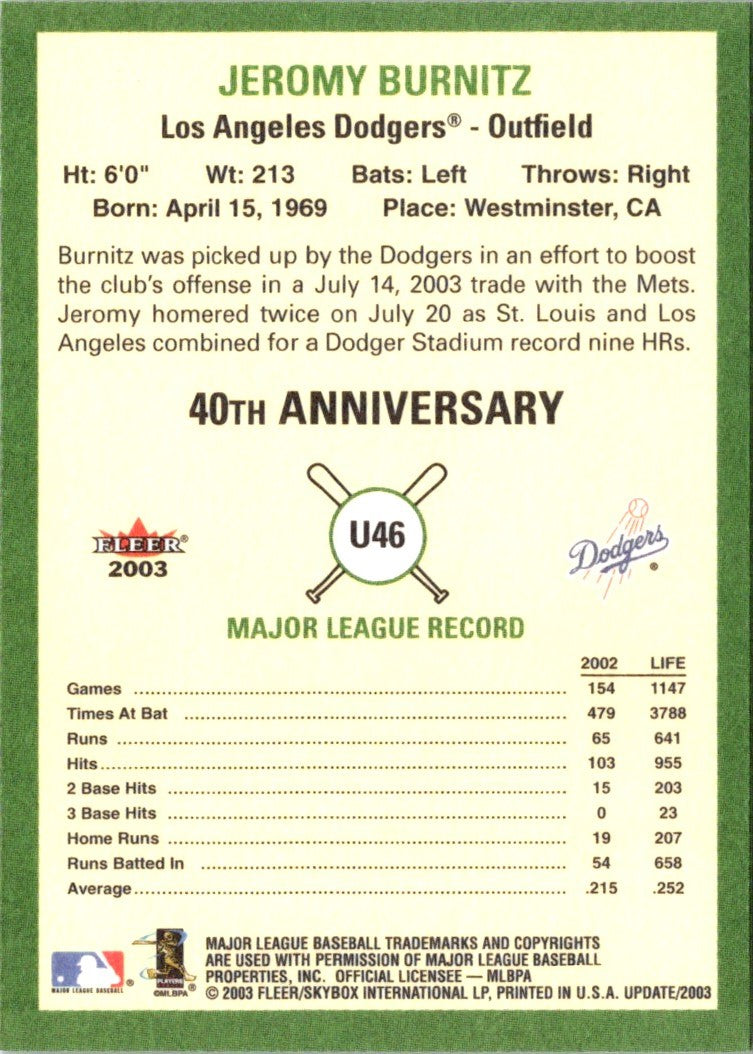 JEROMY BURNITZ
Los Angeles Dodgers® - Outfield
Ht: 6'0" Wt: 213 Bats: Left Throws: Right
Born: April 15, 1969 Place: Westminster, CA
Burnitz was picked up by the Dodgers in an effort to boost
the club's offense in a July 14, 2003 trade with the Mets.
Jeromy homered twice on July 20 as St. Louis and Los
Angeles combined for a Dodger Stadium record nine HRs.
40TH ANNIVERSARY
FLEER®
2003
U46
Dodgers ®
MAJOR LEAGUE RECORD
2002 LIFE
Games 154 1147
Times At Bat 479 3788
Runs 65 641
Hits 103 955
2 Base Hits 15 203
3 Base Hits 0 23
Home Runs 19 207
Runs Batted In 54 658
Average .215 .252
MAJOR LEAGUE BASEBALL ®
PLAYERS ®
©MLBPA
MAJOR LEAGUE BASEBALL TRADEMARKS AND COPYRIGHTS
ARE USED WITH PERMISSION OF MAJOR LEAGUE BASEBALL
PROPERTIES, INC. OFFICIAL LICENSEE — MLBPA
© 2003 FLEER/SKYBOX INTERNATIONAL LP, PRINTED IN U.S.A. UPDATE/2003